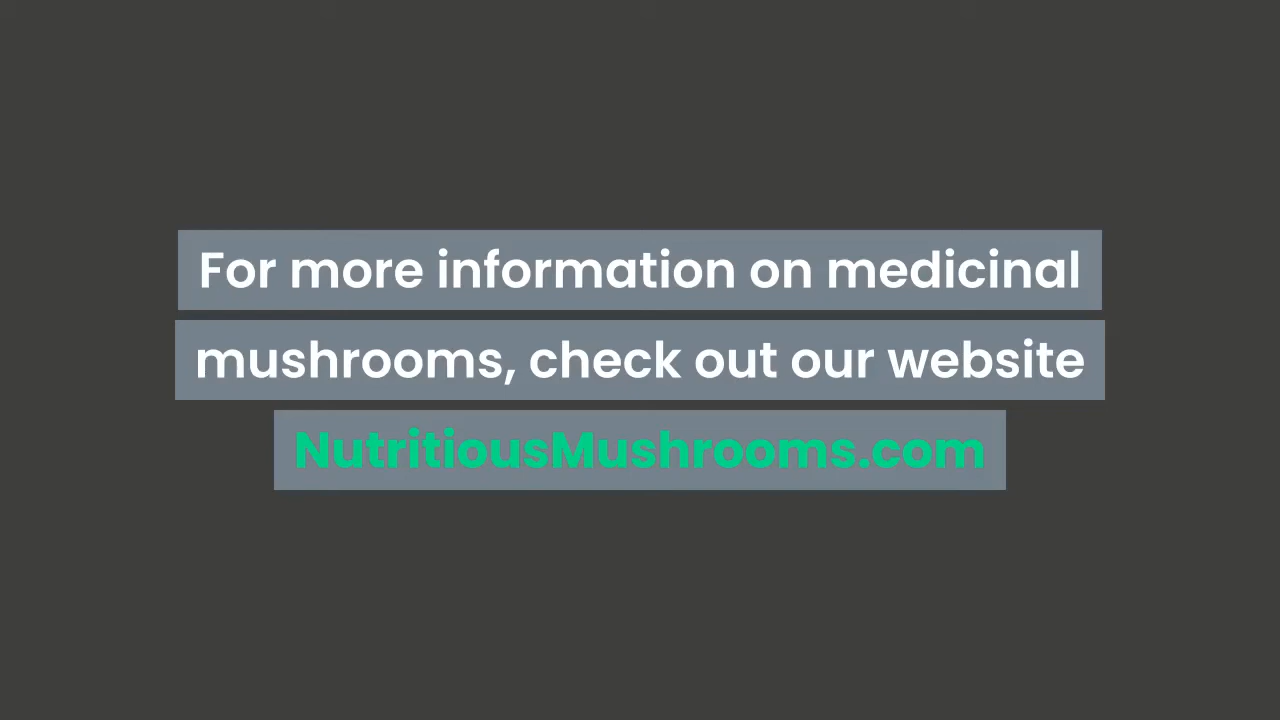 For more information on medicinal
mushrooms, check out our website
NutritiousMushrooms.com